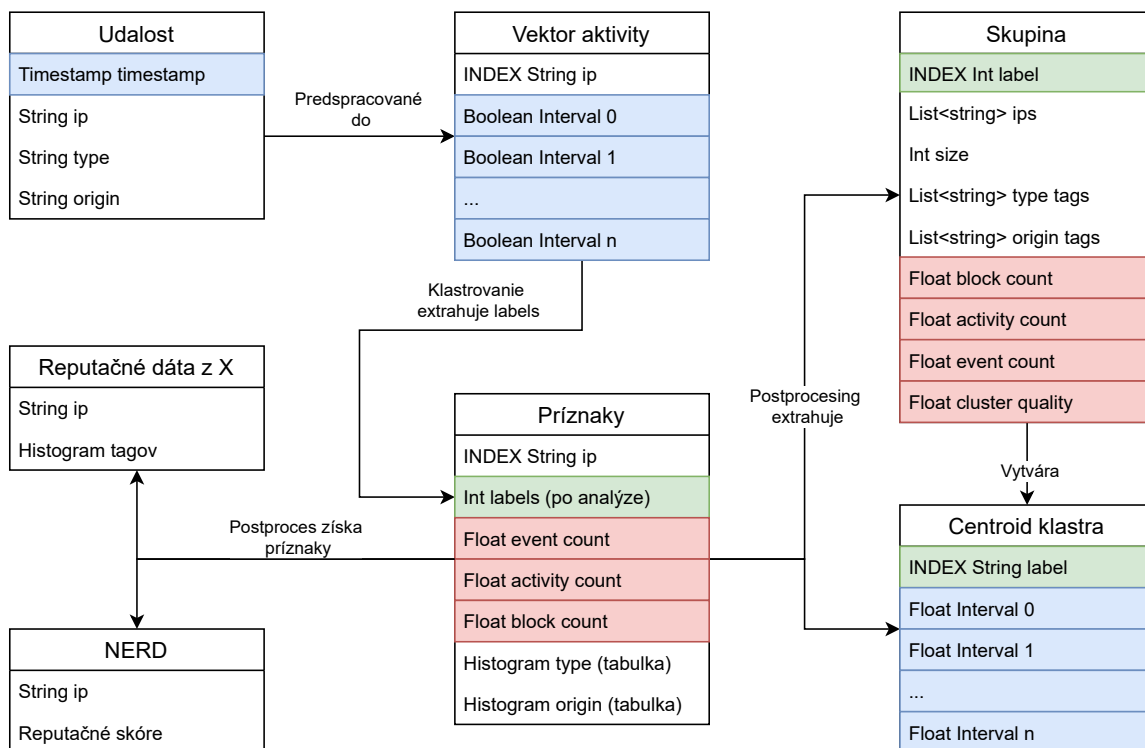 Udalost
Timestamp timestamp
String ip
String type
String origin
Predspracované
do
Vektor aktivity
INDEX String ip
Boolean Interval 0
Boolean Interval 1
...
Boolean Interval n
Klastrovanie
extrahuje labels
Reputačné dáta z X
String ip
Histogram tagov
Postproces získa
príznaky
NERD
String ip
Reputačné skóre
Príznaky
INDEX String ip
Int labels (po analýze)
Float event count
Float activity count
Float block count
Histogram type (tabulka)
Histogram origin (tabulka)
Postprocesing
extrahuje
Skupina
INDEX Int label
List<string> ips
Int size
List<string> type tags
List<string> origin tags
Float block count
Float activity count
Float event count
Float cluster quality
Vytvára
Centroid klastra
INDEX String label
Float Interval 0
Float Interval 1
...
Float Interval n